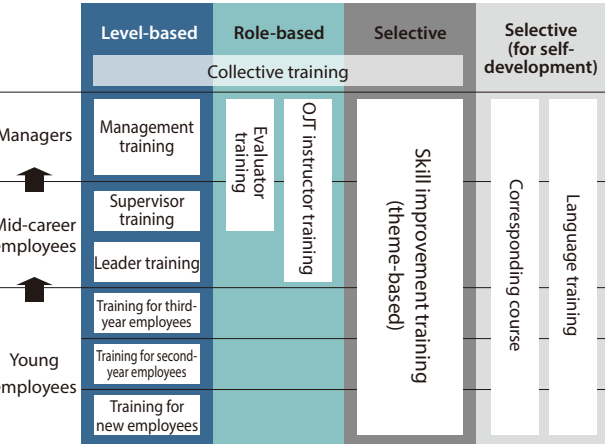 Level-based
Role-based
Selective
Selective
(for self-
development)
Collective training
Managers
Management
training
Evaluator
training
OJT instructor training
Skill improvement training
(theme-based)
Corresponding course
Language training
Mid-career
employees
Supervisor
training
Leader training
Young
employees
Training for third-
year employees
Training for second-
year employees
Training for
new employees